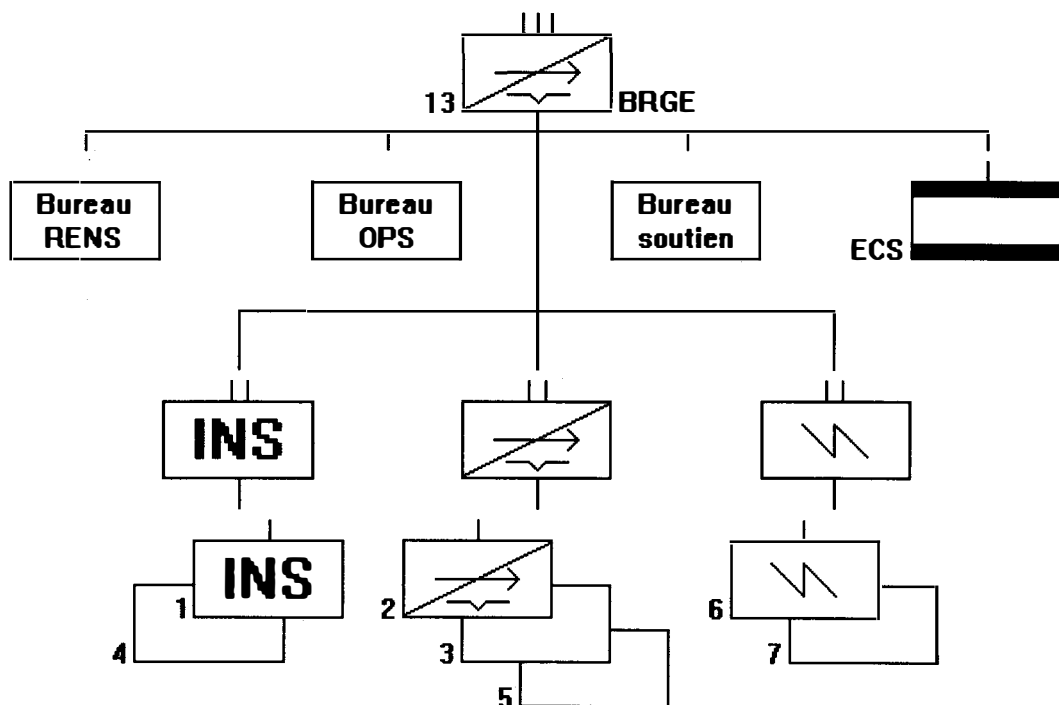 13
BRGE
Bureau
RENS
Bureau
OPS
Bureau
soutien
ECS
INS
INS
1
2
6
4
3
7
5